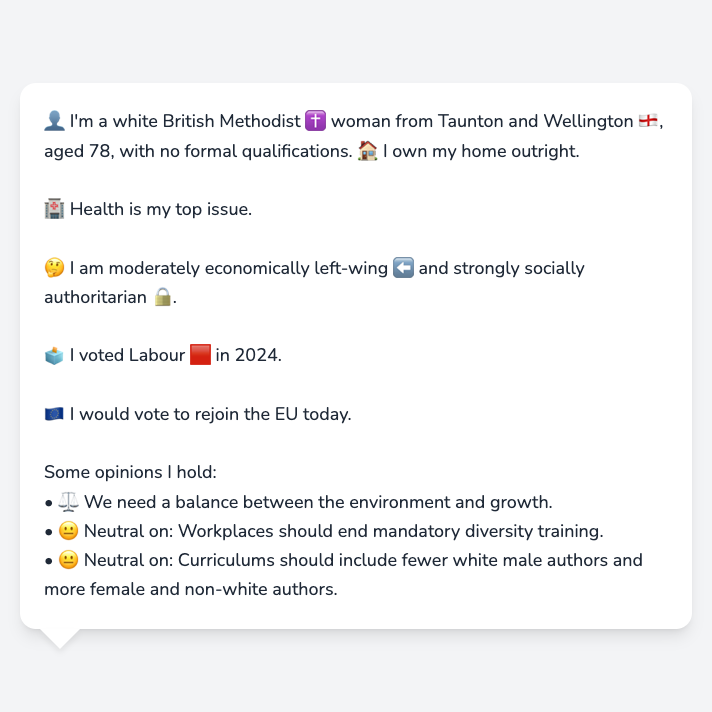 👤 I'm a white British Methodist ✝️ woman from Taunton and Wellington 🏴󠁧󠁢󠁥󠁮󠁧󠁿,
aged 78, with no formal qualifications. 🏠 I own my home outright.
🏥 Health is my top issue.
🤔 I am moderately economically left-wing ⬅️ and strongly socially
authoritarian 🔒.
🗳️ I voted Labour 🟥 in 2024.
🇪🇺 I would vote to rejoin the EU today.
Some opinions I hold:
• ⚖️ We need a balance between the environment and growth.
• 😐 Neutral on: Workplaces should end mandatory diversity training.
• 😐 Neutral on: Curriculums should include fewer white male authors and
more female and non-white authors.